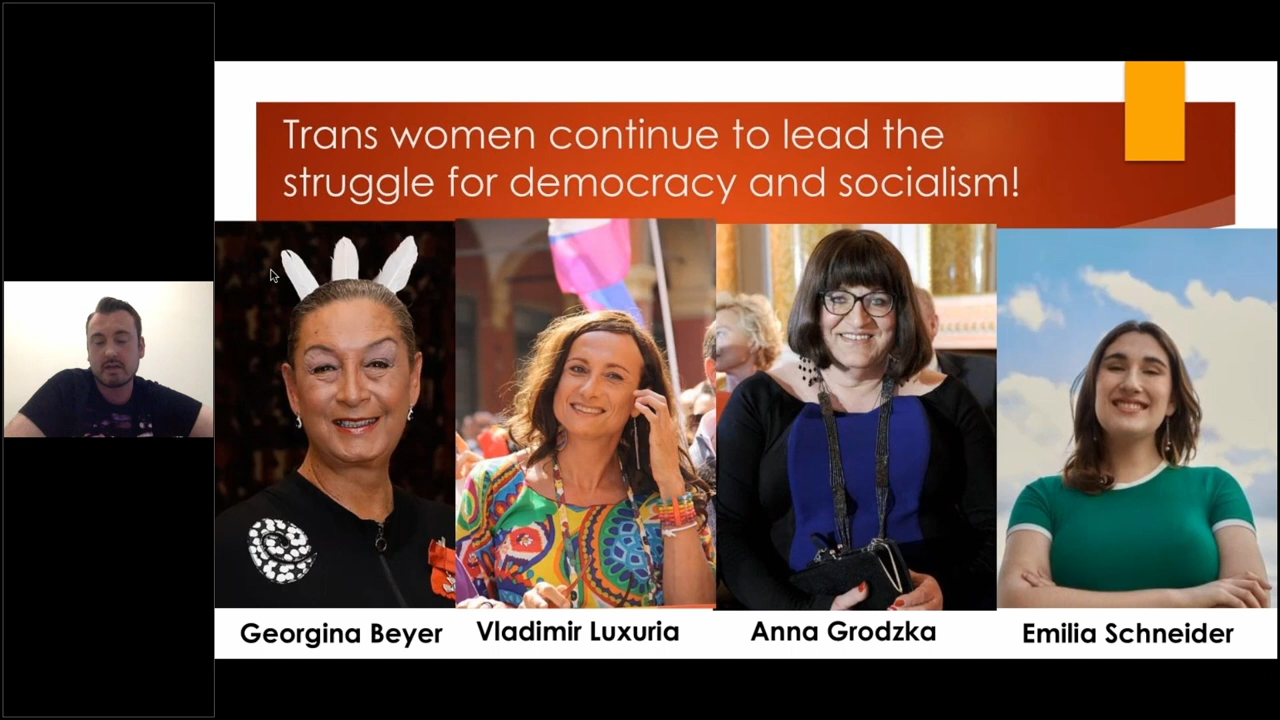 Trans women continue to lead the
struggle for democracy and socialism!
Georgina Beyer
Vladimir Luxuria
Anna Grodzka
Emilia Schneider